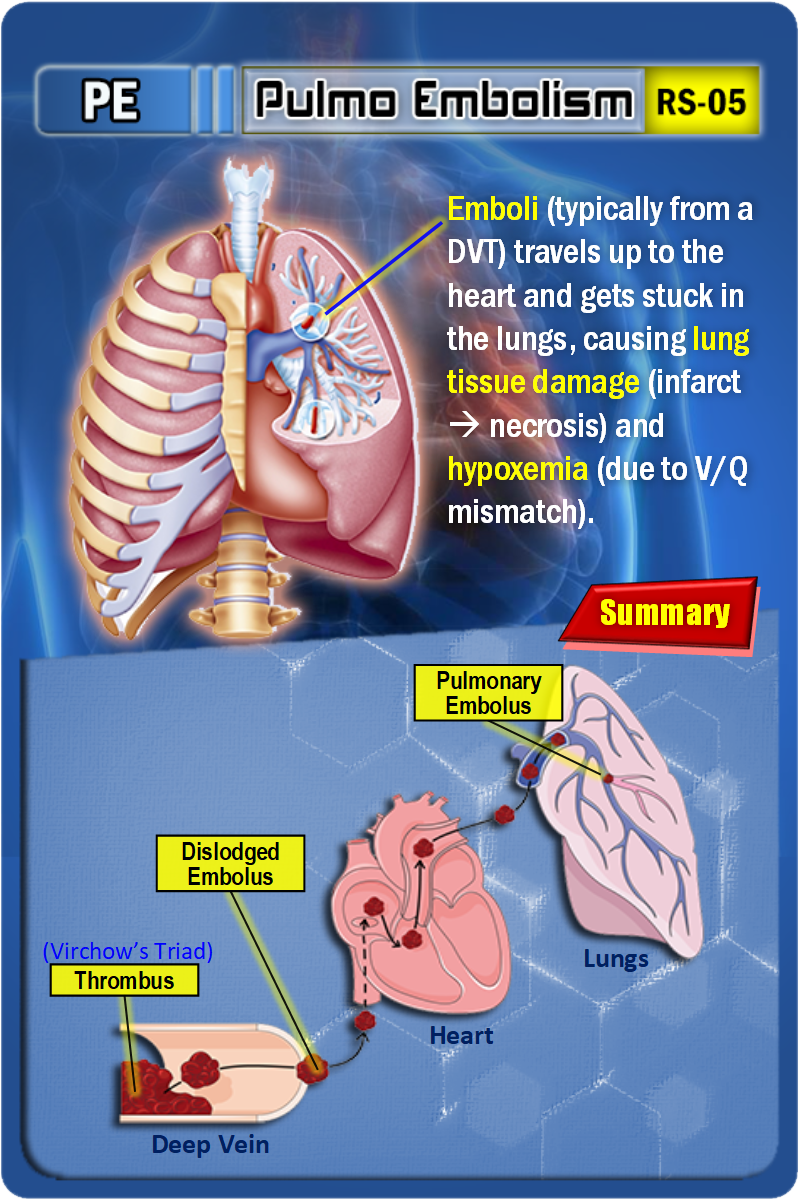 PE
Pulmo Embolism
RS-05
Emboli (typically from a
DVT) travels up to the
heart and gets stuck in
the lungs, causing lung
tissue damage (infarct
→ necrosis) and
hypoxemia (due to V/Q
mismatch).
Summary
Pulmonary
Embolus
Dislodged
Embolus
(Virchow's Triad)
Thrombus
Lungs
Heart
Deep Vein